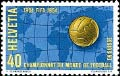 1904 FIFA 1954
HELVETIA
40
CHAMPIONNAT DU MONDE DE FOOTBALL